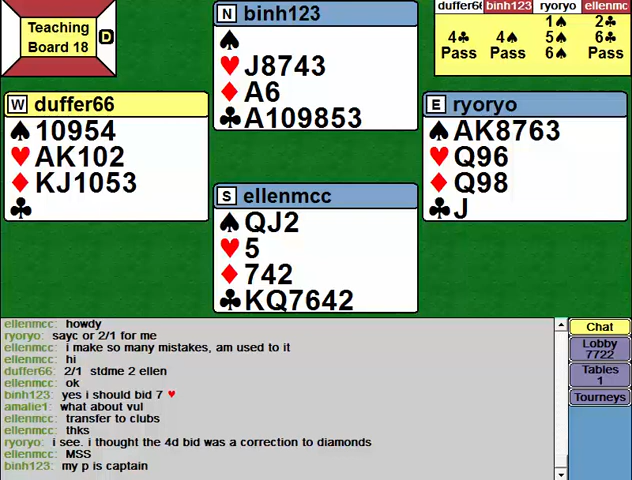 Teaching
Board 18
D
N binh123
♠
♥ J8743
♦ A6
♣ A109853
duffer66 binh123 ryoryo ellenmcc
1♠ 2♣
4♣ 4♠ 5♠ 6♣
Pass Pass 6♠ Pass
W duffer66
♠ 10954
♥ AK102
♦ KJ1053
♣
E ryoryo
♠ AK8763
♥ Q96
♦ Q98
♣ J
S ellenmcc
♠ QJ2
♥ 5
♦ 742
♣ KQ7642
ellenmcc: howdy
ryoryo: sayc or 2/1 for me
ellenmcc: i make so many mistakes, am used to it
ellenmcc: hi
duffer66: 2/1 stdme 2 ellen
ellenmcc: ok
binh123: yes i should bid 7 ♥
amalie1: what about vul
ellenmcc: transfer to clubs
ellenmcc: thks
ryoryo: i see. i thought the 4d bid was a correction to diamonds
ellenmcc: MSS
binh123: my p is captain
Chat
Lobby
7722
Tables
1
Tourneys